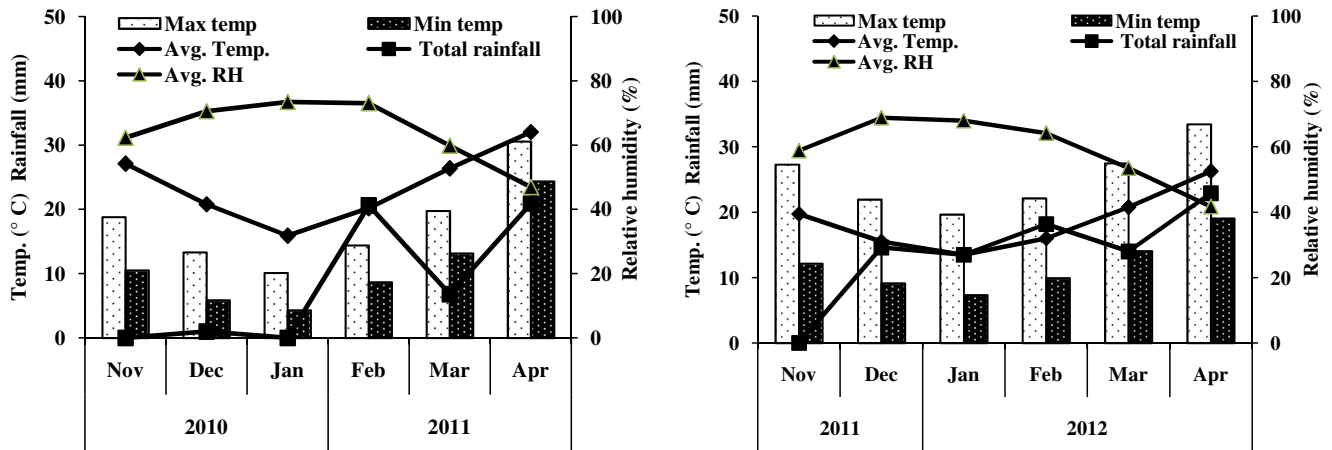 Max temp Min temp
Avg. Temp. Total rainfall
Avg. RH
Temp. (° C) Rainfall (mm)
50
40
30
20
10
0
Relative humidity (%)
100
80
60
40
20
0
Nov Dec Jan Feb Mar Apr
2010 2011
Max temp Min temp
Avg. Temp. Total rainfall
Avg. RH
Temp. (° C) Rainfall (mm)
50
40
30
20
10
0
Relative humidity (%)
100
80
60
40
20
0
Nov Dec Jan Feb Mar Apr
2011 2012